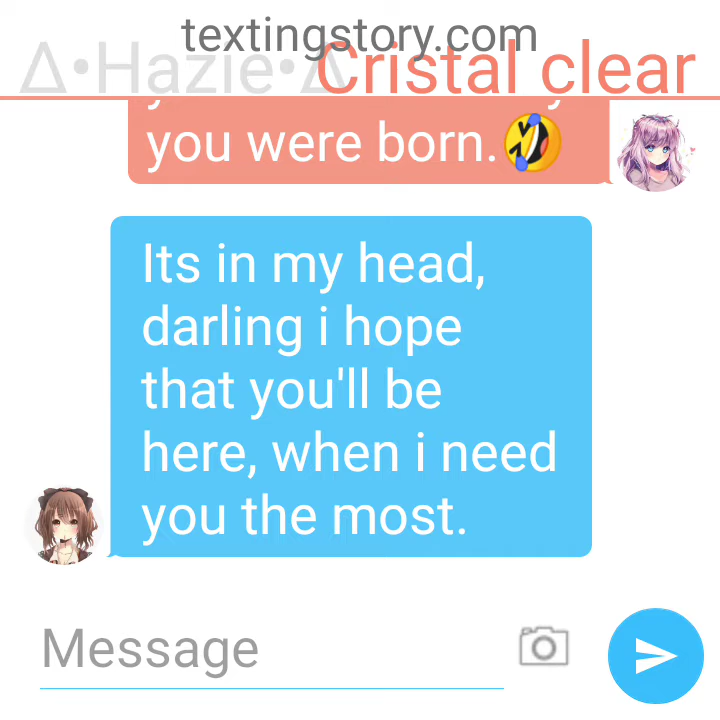 textingstory.com
Δ•Hazie•Δ
Cristal clear
you were born.🤣
Its in my head,
darling i hope
that you'll be
here, when i need
you the most.
Message